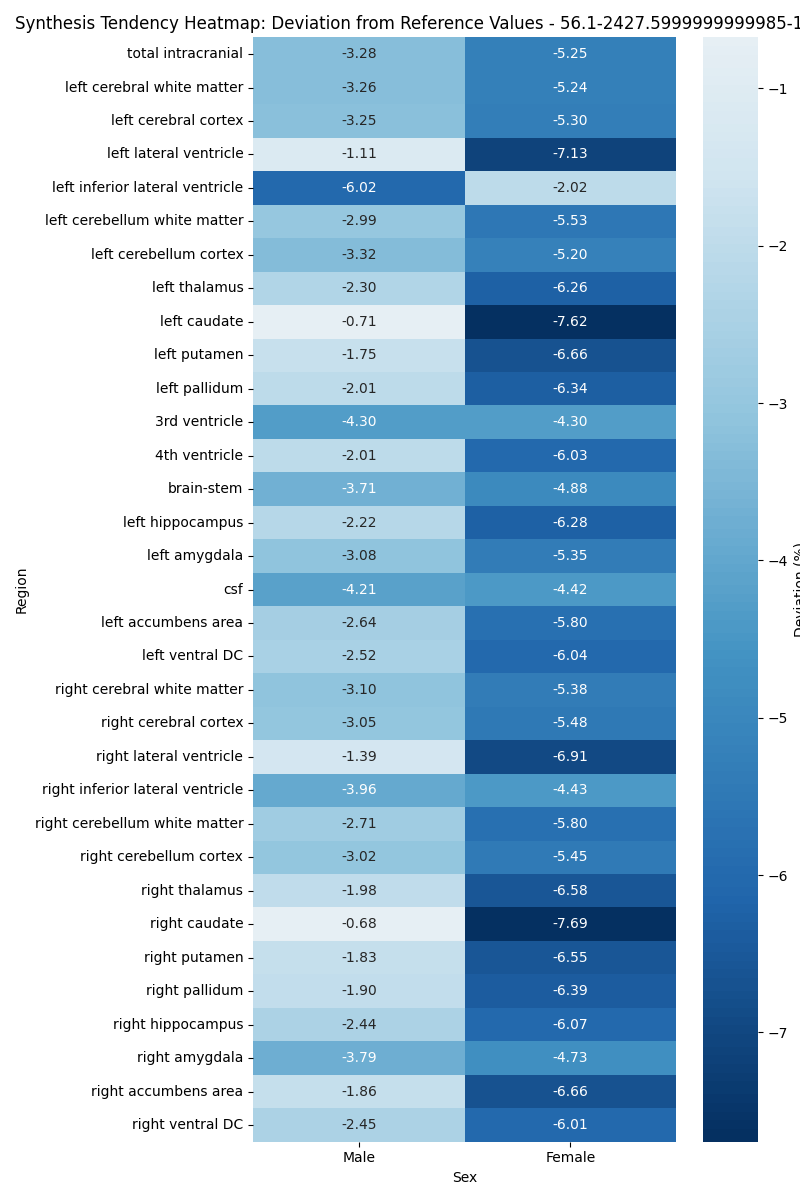 Synthesis Tendency Heatmap: Deviation from Reference Values - 56.1-2427.5999999999985-1
total intracranial -3.28 -5.25
left cerebral white matter -3.26 -5.24
left cerebral cortex -3.25 -5.30
left lateral ventricle -1.11 -7.13
left inferior lateral ventricle -6.02 -2.02
left cerebellum white matter -2.99 -5.53
left cerebellum cortex -3.32 -5.20
left thalamus -2.30 -6.26
left caudate -0.71 -7.62
left putamen -1.75 -6.66
left pallidum -2.01 -6.34
3rd ventricle -4.30 -4.30
4th ventricle -2.01 -6.03
brain-stem -3.71 -4.88
left hippocampus -2.22 -6.28
left amygdala -3.08 -5.35
csf -4.21 -4.42
left accumbens area -2.64 -5.80
left ventral DC -2.52 -6.04
right cerebral white matter -3.10 -5.38
right cerebral cortex -3.05 -5.48
right lateral ventricle -1.39 -6.91
right inferior lateral ventricle -3.96 -4.43
right cerebellum white matter -2.71 -5.80
right cerebellum cortex -3.02 -5.45
right thalamus -1.98 -6.58
right caudate -0.68 -7.69
right putamen -1.83 -6.55
right pallidum -1.90 -6.39
right hippocampus -2.44 -6.07
right amygdala -3.79 -4.73
right accumbens area -1.86 -6.66
right ventral DC -2.45 -6.01
Male Female
Sex
Region
−1
−2
−3
−4
−5
−6
−7
Deviation (%)